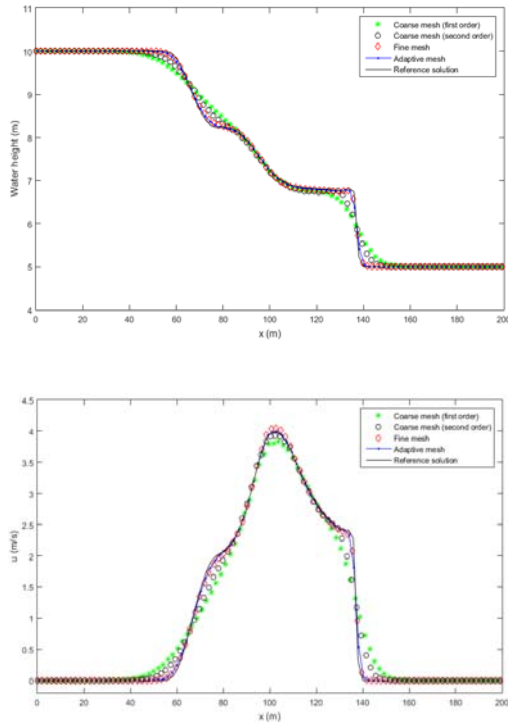 11
10
9
8
7
6
5
4
Water height (m)
0 20 40 60 80 100 120 140 160 180 200
x (m)
Coarse mesh (first order)
Coarse mesh (second order)
Fine mesh
Adaptive mesh
Reference solution
4.5
4
3.5
3
2.5
2
1.5
1
0.5
0
u (m/s)
0 20 40 60 80 100 120 140 160 180 200
x (m)
Coarse mesh (first order)
Coarse mesh (second order)
Fine mesh
Adaptive mesh
Reference solution